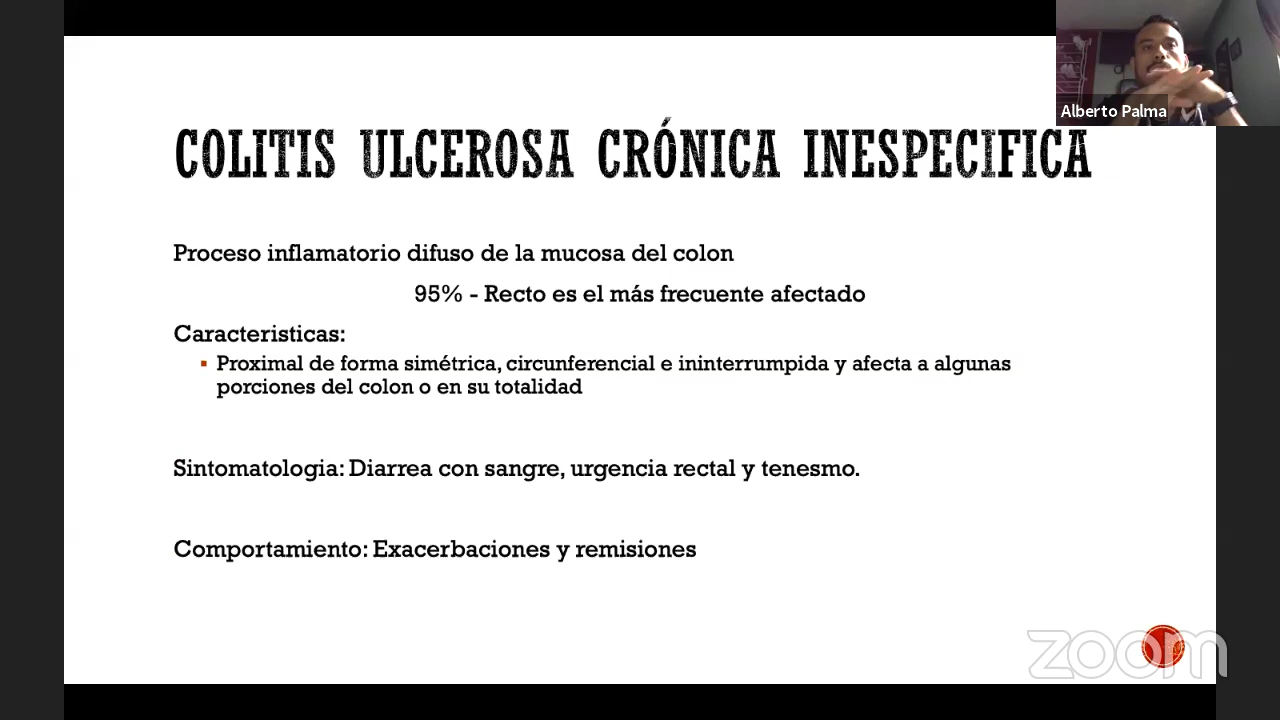 Alberto Palma
COLITIS ULCEROSA CRÓNICA INESPECIFICA
Proceso inflamatorio difuso de la mucosa del colon
95% - Recto es el más frecuente afectado
Caracteristicas:
▪ Proximal de forma simétrica, circunferencial e ininterrumpida y afecta a algunas
porciones del colon o en su totalidad
Sintomatologia: Diarrea con sangre, urgencia rectal y tenesmo.
Comportamiento: Exacerbaciones y remisiones
zoom